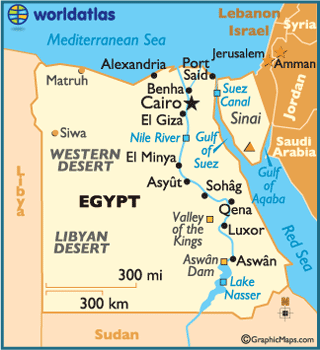 worldatlas
Mediterranean Sea
Lebanon
Israel
Syria
Jerusalem
Amman
Jordan
Alexandria
Port
Said
Matruh
Benha
Cairo
El Giza
Suez
Canal
Sinai
Siwa
Nile River
Gulf
of
Suez
Saudi
Arabia
WESTERN
DESERT
El Minya
Gulf
of
Aqaba
Libya
Asyût
Sohâg
EGYPT
Qena
Valley
of the
Kings
Luxor
Red Sea
LIBYAN
DESERT
Aswân
Dam
Aswân
300 mi
Lake
Nasser
300 km
N
Sudan
©GraphicMaps.com